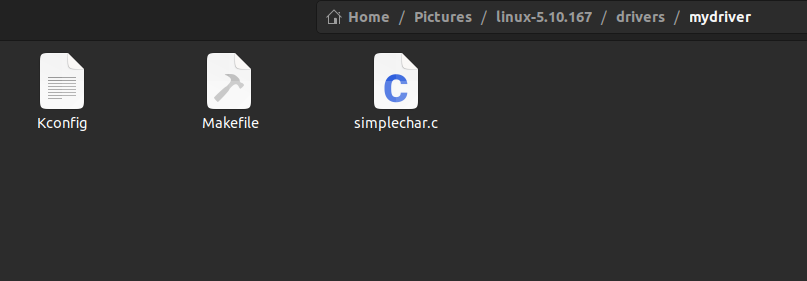 Home / Pictures / linux-5.10.167 / drivers / mydriver
Kconfig Makefile simplechar.c